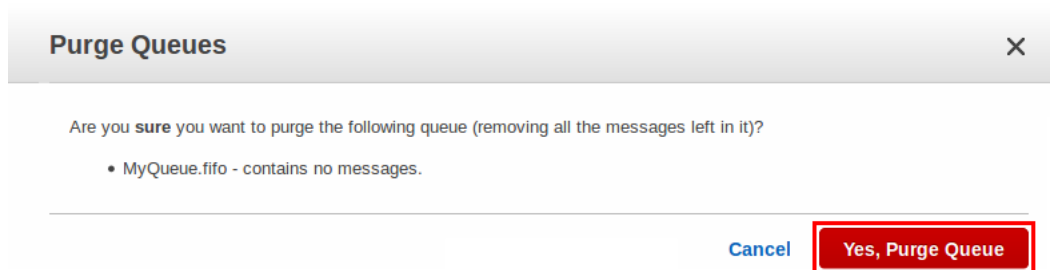 Purge Queues
Are you sure you want to purge the following queue (removing all the messages left in it)?
• MyQueue.fifo - contains no messages.
Cancel Yes, Purge Queue